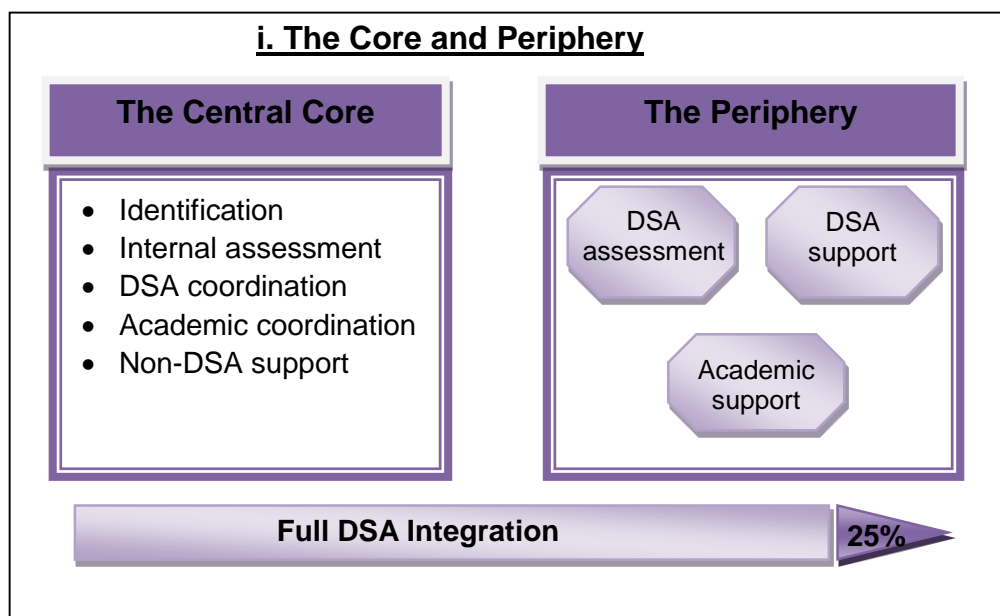 i. The Core and Periphery
The Central Core
• Identification
• Internal assessment
• DSA coordination
• Academic coordination
• Non-DSA support
The Periphery
DSA
assessment
DSA
support
Academic
support
Full DSA Integration
25%